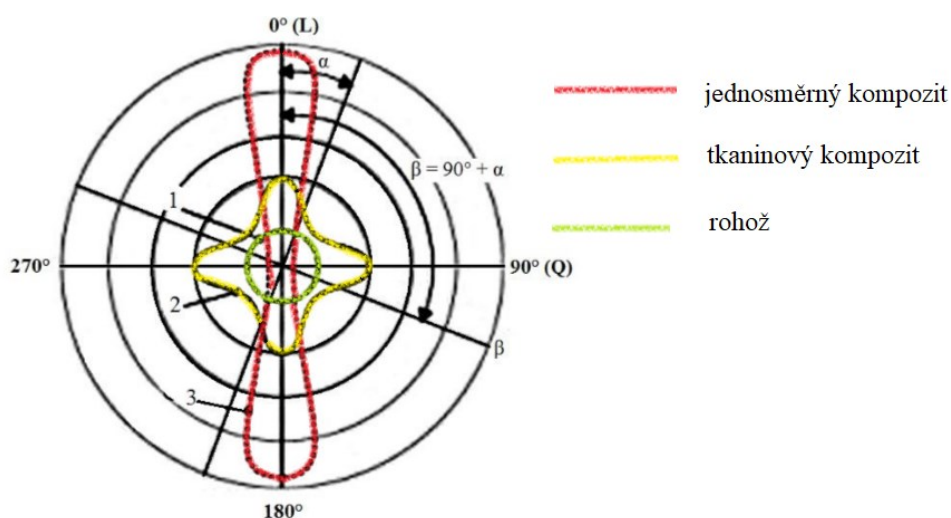 0° (L)
α
jednosměrný kompozit
tkaninový kompozit
β = 90° + α
1
rohož
270°
90° (Q)
2
β
3
180°